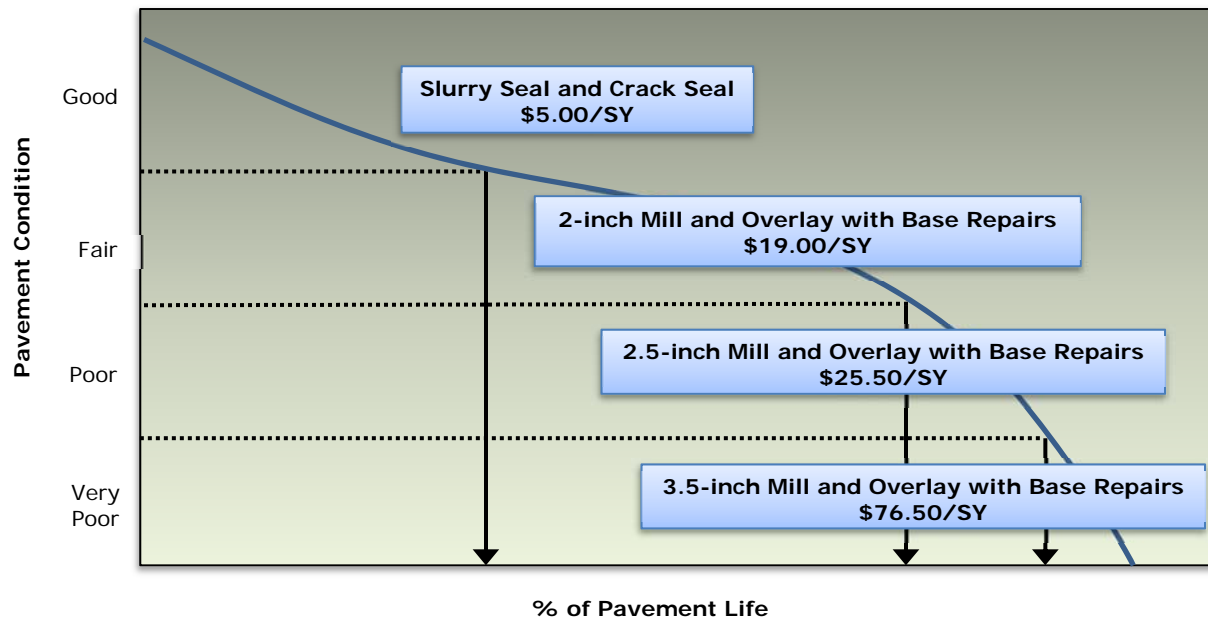 Pavement Condition
Good
Fair
Poor
Very
Poor
Slurry Seal and Crack Seal
$5.00/SY
2-inch Mill and Overlay with Base Repairs
$19.00/SY
2.5-inch Mill and Overlay with Base Repairs
$25.50/SY
3.5-inch Mill and Overlay with Base Repairs
$76.50/SY
% of Pavement Life